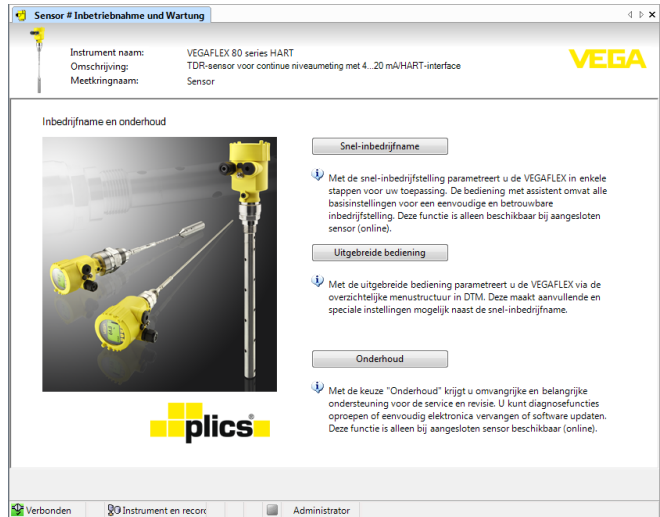 Sensor # Inbetriebnahme und Wartung
Instrument naam: VEGAFLEX 80 series HART
Omschrijving: TDR-sensor voor continue niveaumeting met 4...20 mA/HART-interface
Meetkringnaam: Sensor
VEGA
Inbedrijfname en onderhoud
Snel-inbedrijfname
Met de snel-inbedrijfstelling parametreert u de VEGAFLEX in enkele
stappen voor uw toepassing. De bediening met assistent omvat alle
basisinstellingen voor een eenvoudige en betrouwbare
inbedrijfstelling. Deze functie is alleen beschikbaar bij aangesloten
sensor (online).
Uitgebreide bediening
Met de uitgebreide bediening parametreert u de VEGAFLEX via de
overzichtelijke menustructuur in DTM. Deze maakt aanvullende en
speciale instellingen mogelijk naast de snel-inbedrijfname.
Onderhoud
Met de keuze "Onderhoud" krijgt u omvangrijke en belangrijke
ondersteuning voor de service en revisie. U kunt diagnosefuncties
oproepen of eenvoudig elektronica vervangen of software updaten.
Deze functie is alleen bij aangesloten sensor beschikbaar (online).
plics®
Verbonden
Instrument en record
Administrator